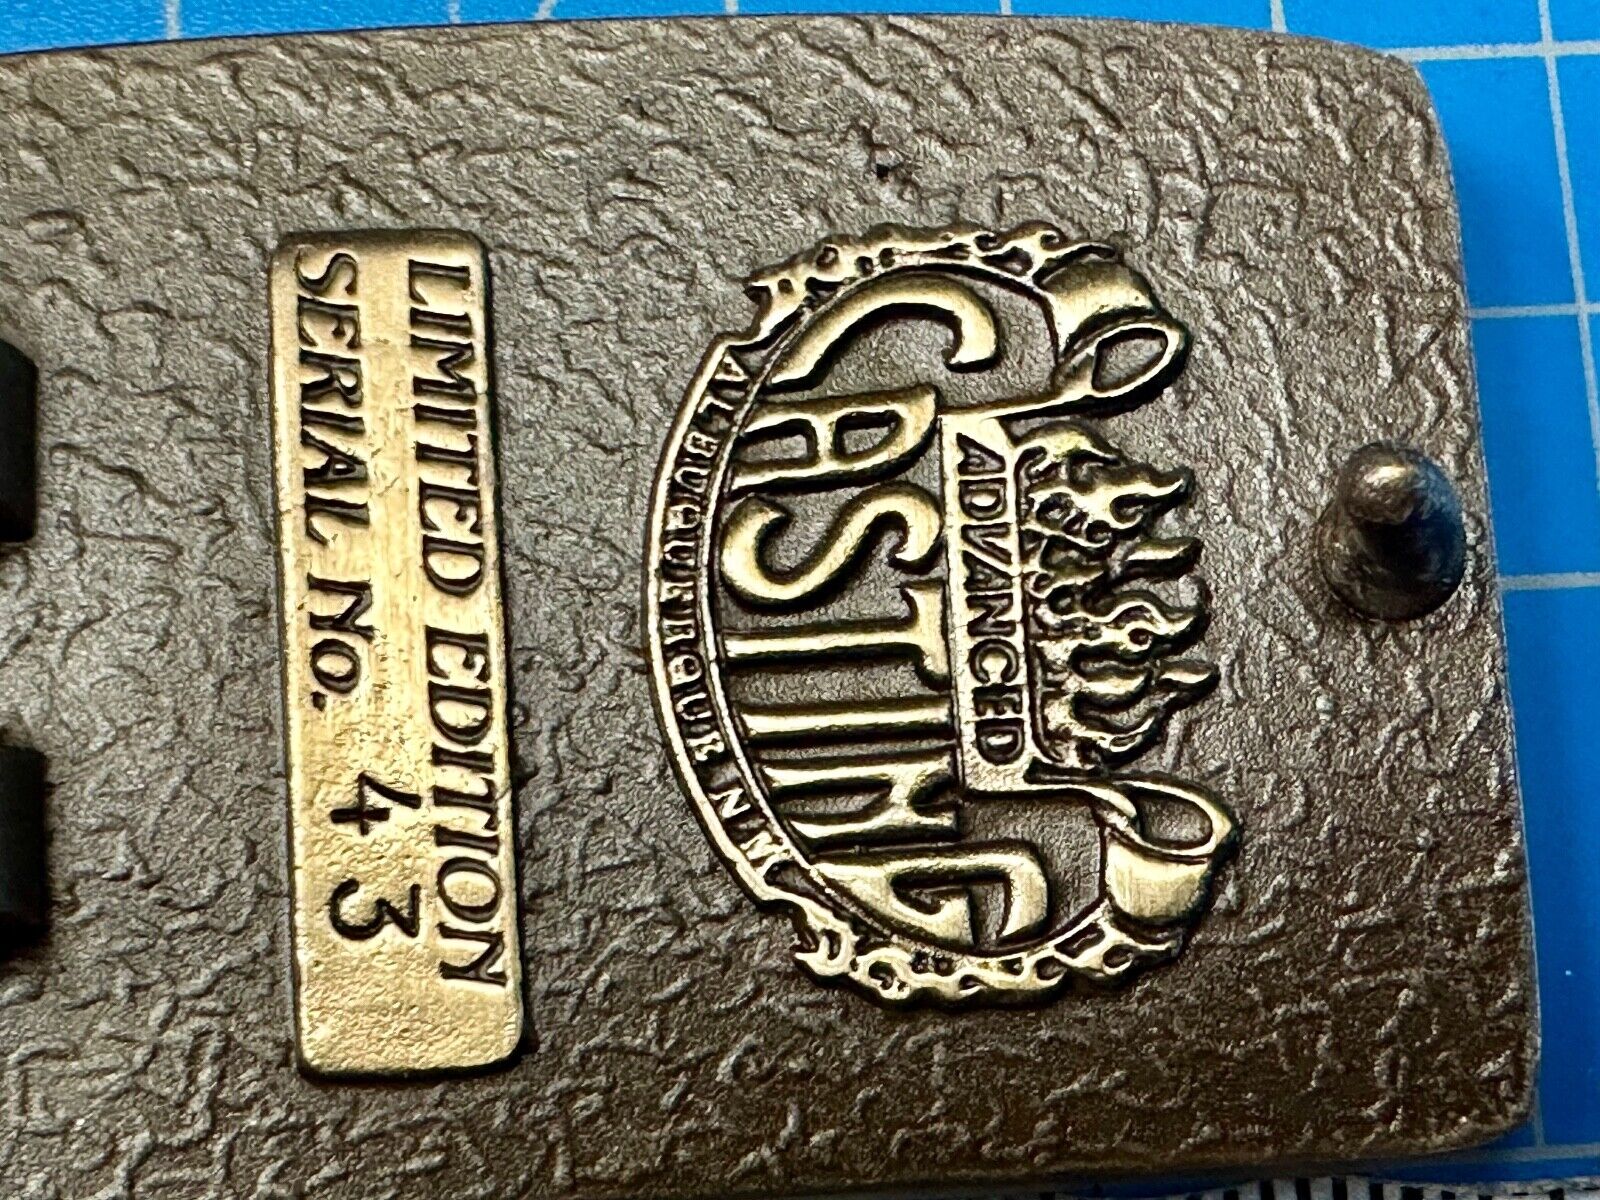 ADVANCED
CASTING
ALBUQUERQUE NM
LIMITED EDITION
SERIAL NO. 43